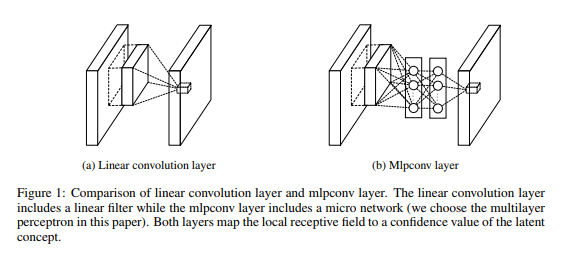 (a) Linear convolution layer
(b) Mlpconv layer
Figure 1: Comparison of linear convolution layer and mlpconv layer. The linear convolution layer
includes a linear filter while the mlpconv layer includes a micro network (we choose the multilayer
perceptron in this paper). Both layers map the local receptive field to a confidence value of the latent
concept.